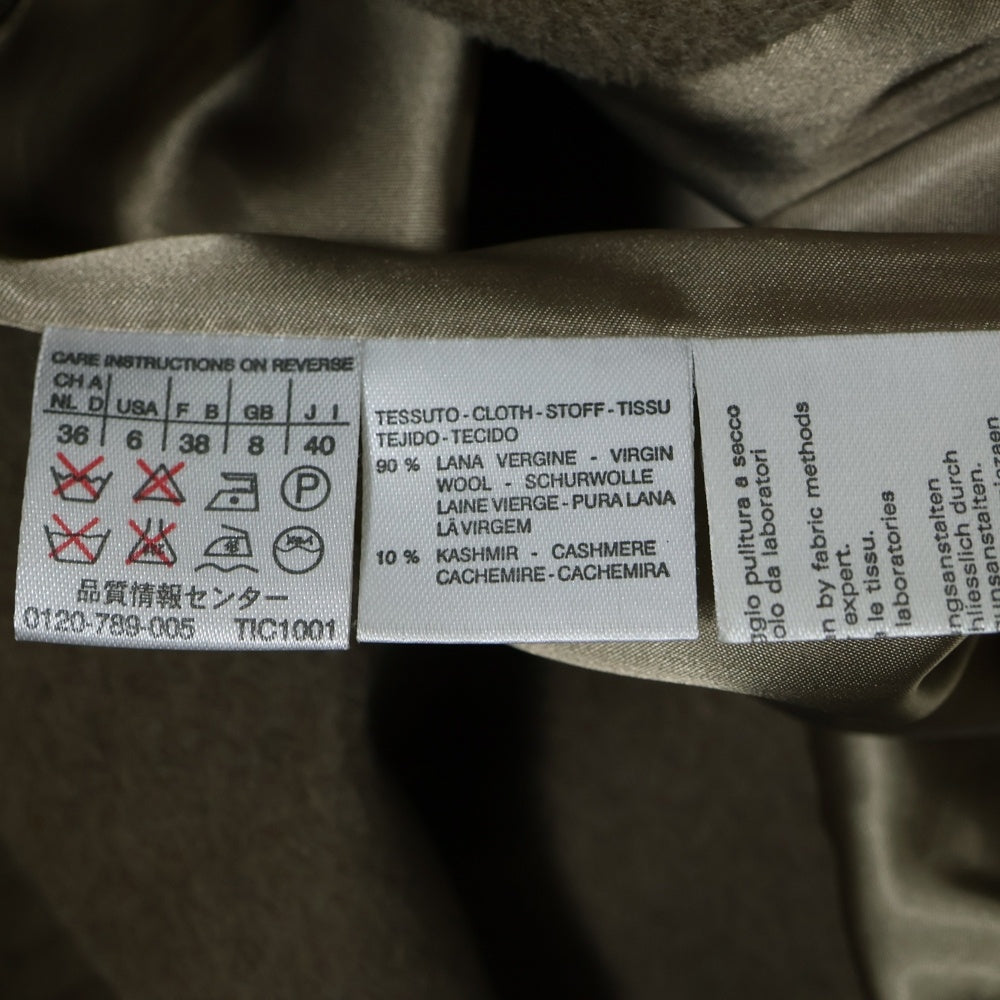 CARE INSTRUCTIONS ON REVERSE
CH A
NL D USA F B GB J I
36 6 38 8 40
P
品質情報センター
0120-789-005 TIC1001
TESSUTO-CLOTH-STOFF-TISSU
TEJIDO-TECIDO
90 % LANA VERGINE - VIRGIN
WOOL - SCHURWOLLE
LAINE VIERGE-PURA LANA
LÃ VIRGEM
10 % KASHMIR - CASHMERE
CACHEMIRE-CACHEMIRA
ggio pulitura a secco
olo da laboratori
n by fabric methods
expert.
le tissu.
laboratories
ngsanstalten
hliesslich durch